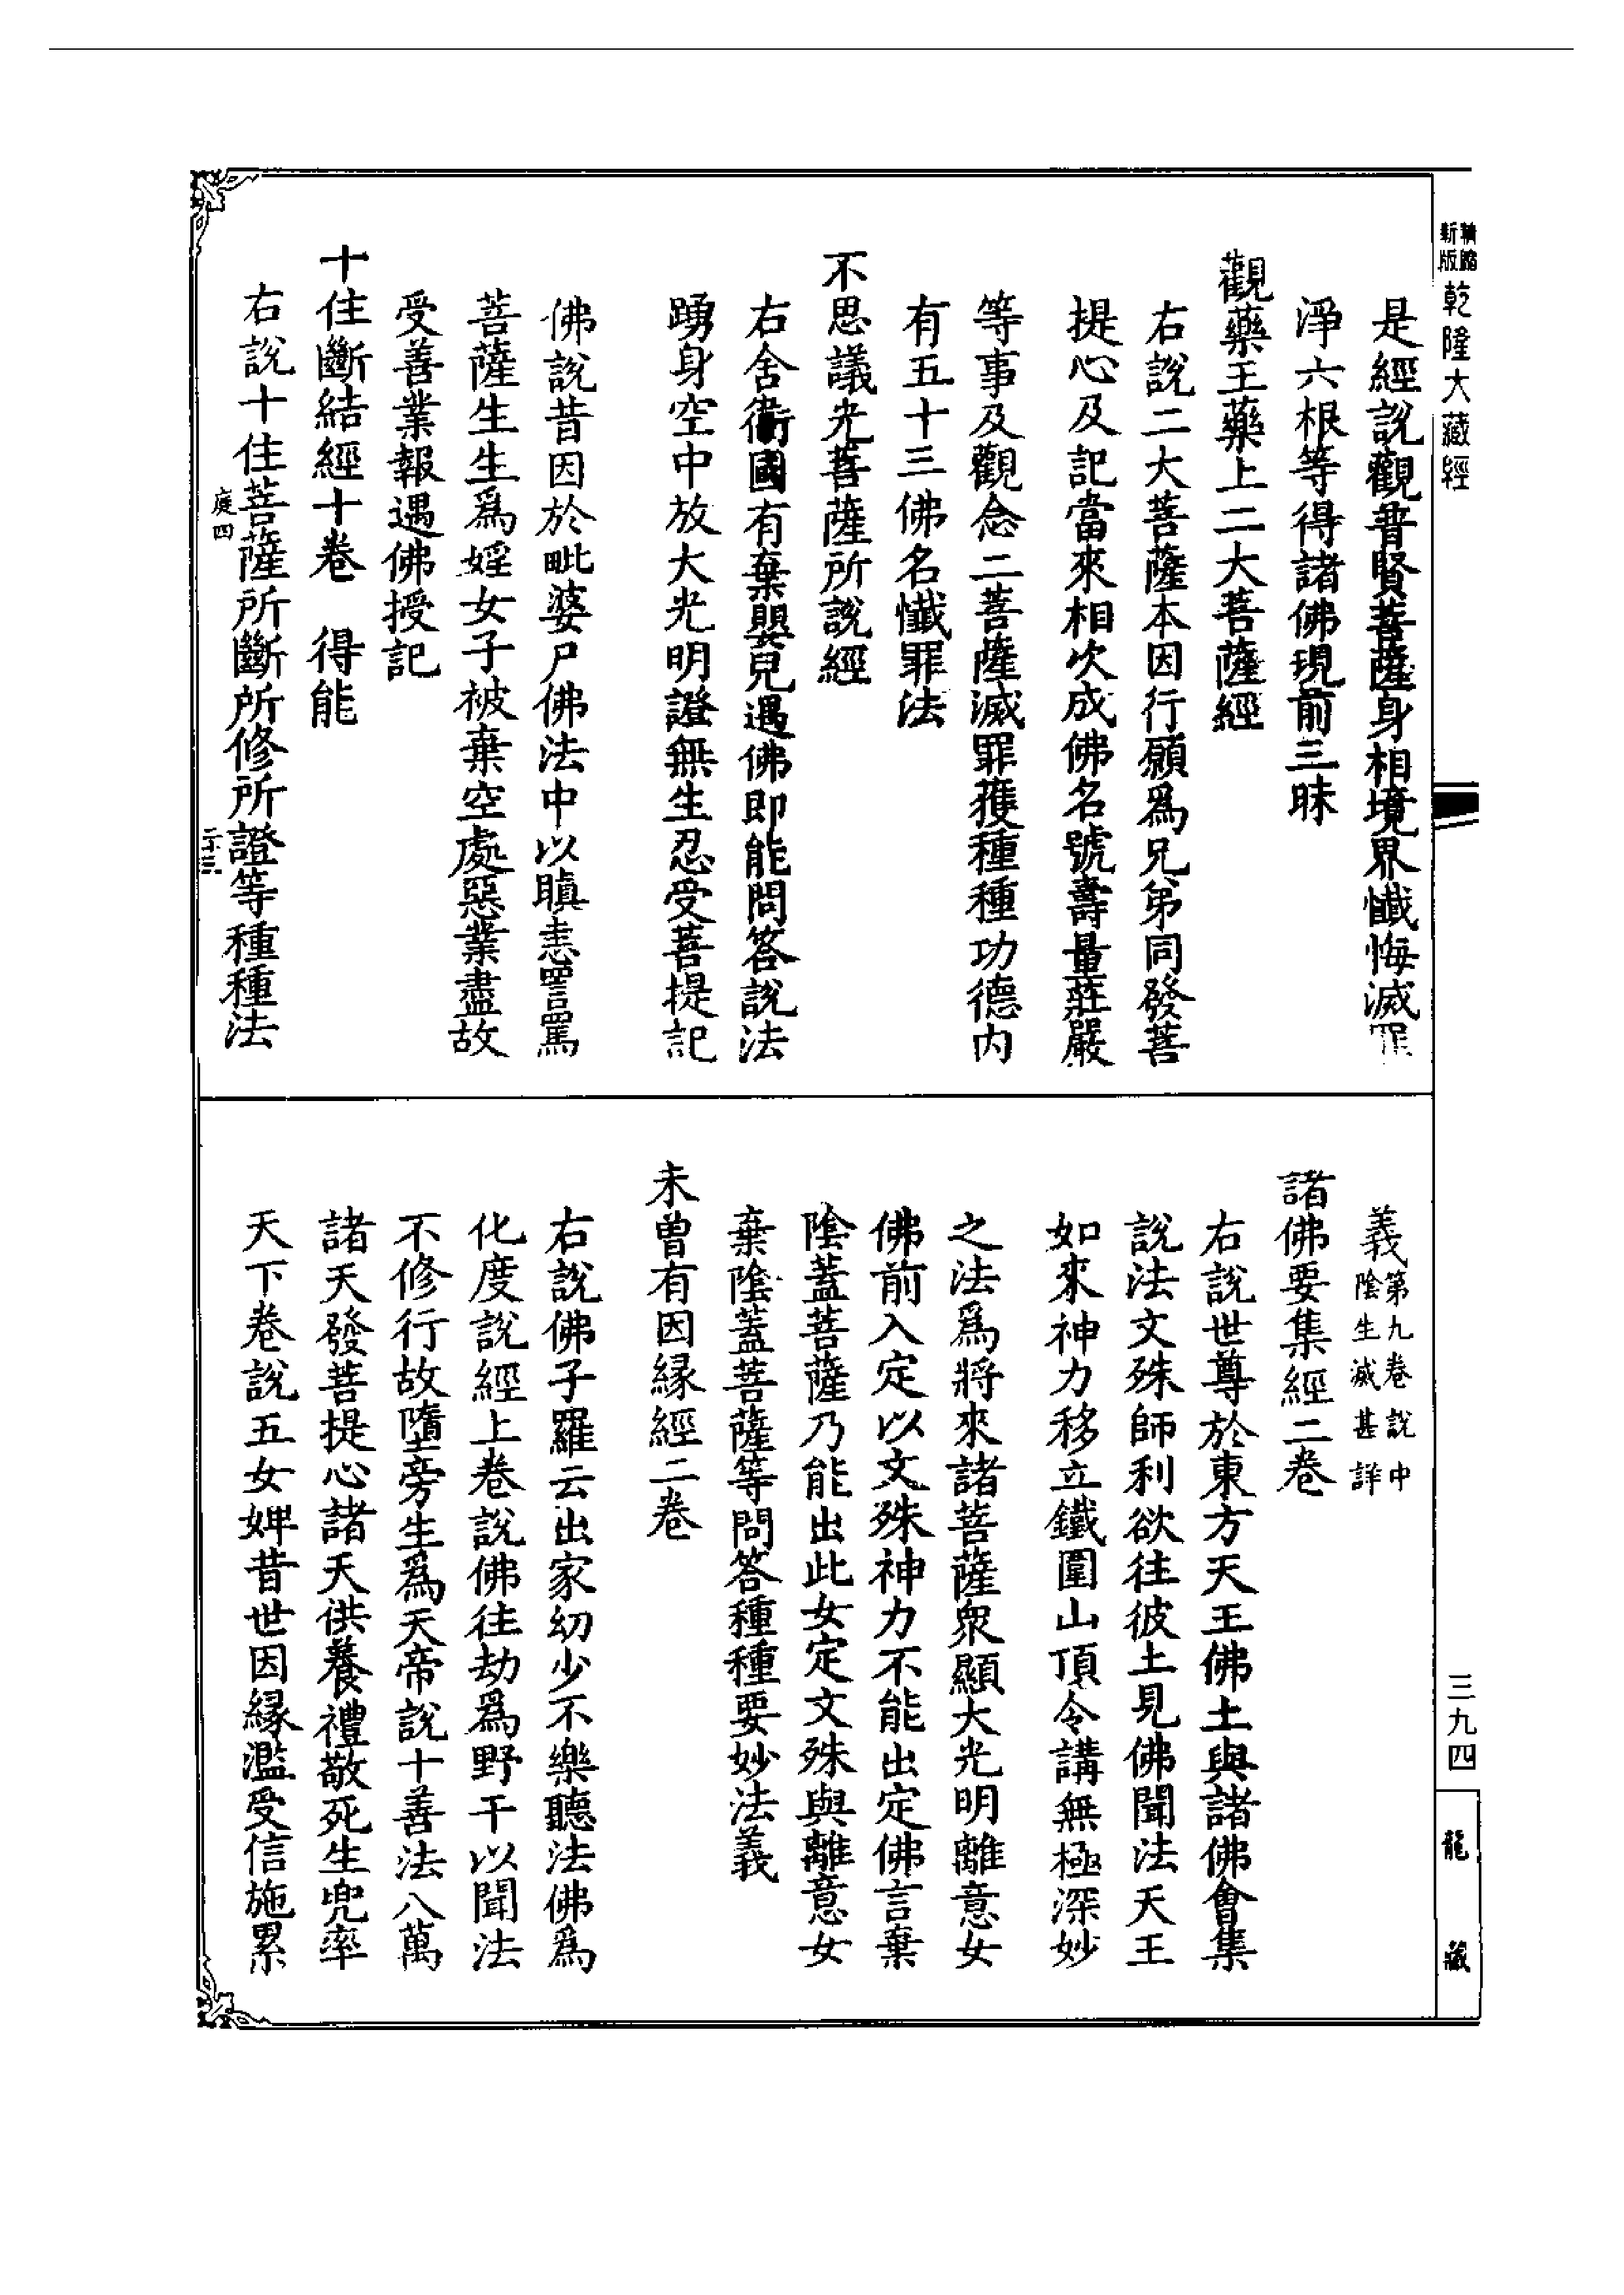 乾隆大藏經
三九四
龍藏
是經說觀普賢菩薩身相境界懺悔滅罪
淨六根等得諸佛現前三昧
觀藥王藥上二大菩薩經
右說二大菩薩本因行願爲兄弟同發菩
提心及記當來相次成佛名號壽量莊嚴
等事及觀念二菩薩滅罪獲種種功德内
有五十三佛名懺罪法
不思議光菩薩所說經
右舍衞國有棄嬰兒遇佛即能問答說法
踴身空中放大光明證無生忍受菩提記
佛說昔因於毗婆尸佛法中以瞋恚詈罵
菩薩生生爲婬女子被棄空處惡業盡故
受善業報遇佛授記
十住斷結經十卷　得能
右說十住菩薩所斷所修所證等種種法
義第九卷說中陰生滅甚詳
諸佛要集經二卷
右說世尊於東方天王佛土與諸佛會集
說法文殊師利欲往彼土見佛聞法天王
如來神力移立鐵圍山頂令講無極深妙
之法爲將來諸菩薩衆顯大光明離意女
佛前入定以文殊神力不能出定佛言棄
陰蓋菩薩乃能出此女定文殊與離意女
棄陰蓋菩薩等問答種種要妙法義
未曾有因緣經二卷
右說佛子羅云出家幼少不樂聽法佛爲
化度說經上卷說佛往劫爲野干以聞法
不修行故墮旁生爲天帝說十善法八萬
諸天發菩提心諸天供養禮敬死生兜率
天下卷說五女婢昔世因緣濫受信施累